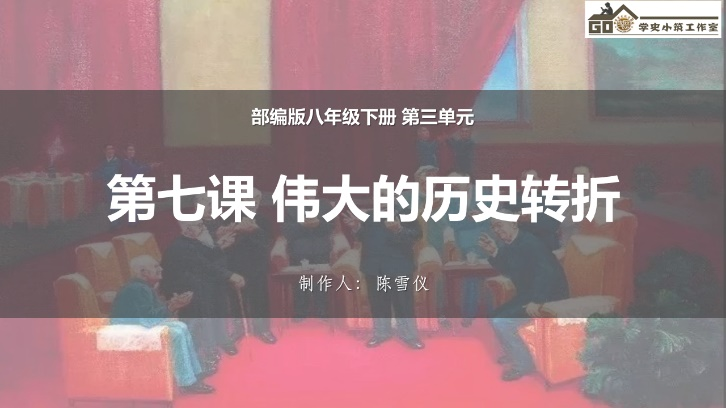 GO 学史小筑工作室
部编版八年级下册 第三单元
第七课 伟大的历史转折
制作人：陈雪仪